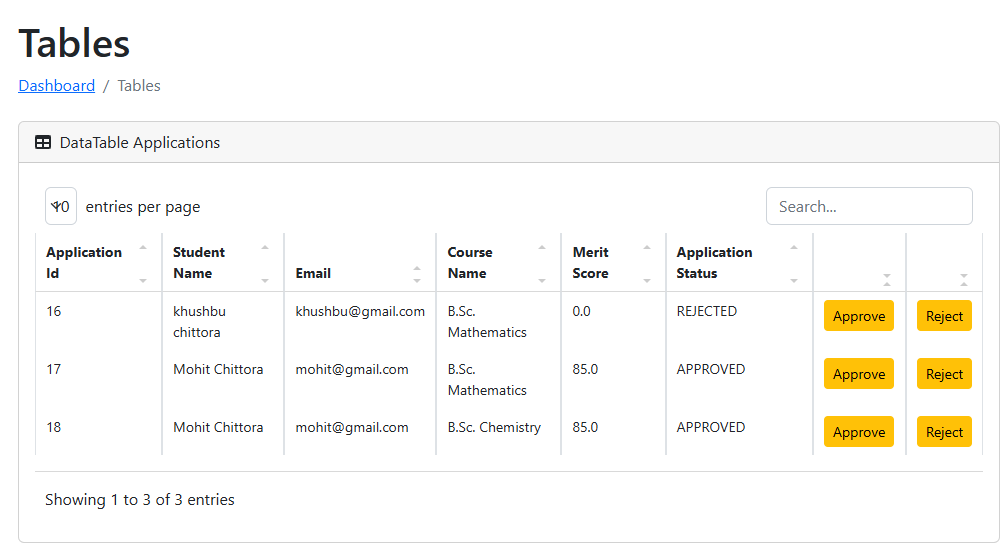 Tables
Dashboard / Tables
DataTable Applications
10 entries per page Search...
Application Id Student Name Email Course Name Merit Score Application Status
16 khushbu chittora khushbu@gmail.com B.Sc. Mathematics 0.0 REJECTED Approve Reject
17 Mohit Chittora mohit@gmail.com B.Sc. Mathematics 85.0 APPROVED Approve Reject
18 Mohit Chittora mohit@gmail.com B.Sc. Chemistry 85.0 APPROVED Approve Reject
Showing 1 to 3 of 3 entries